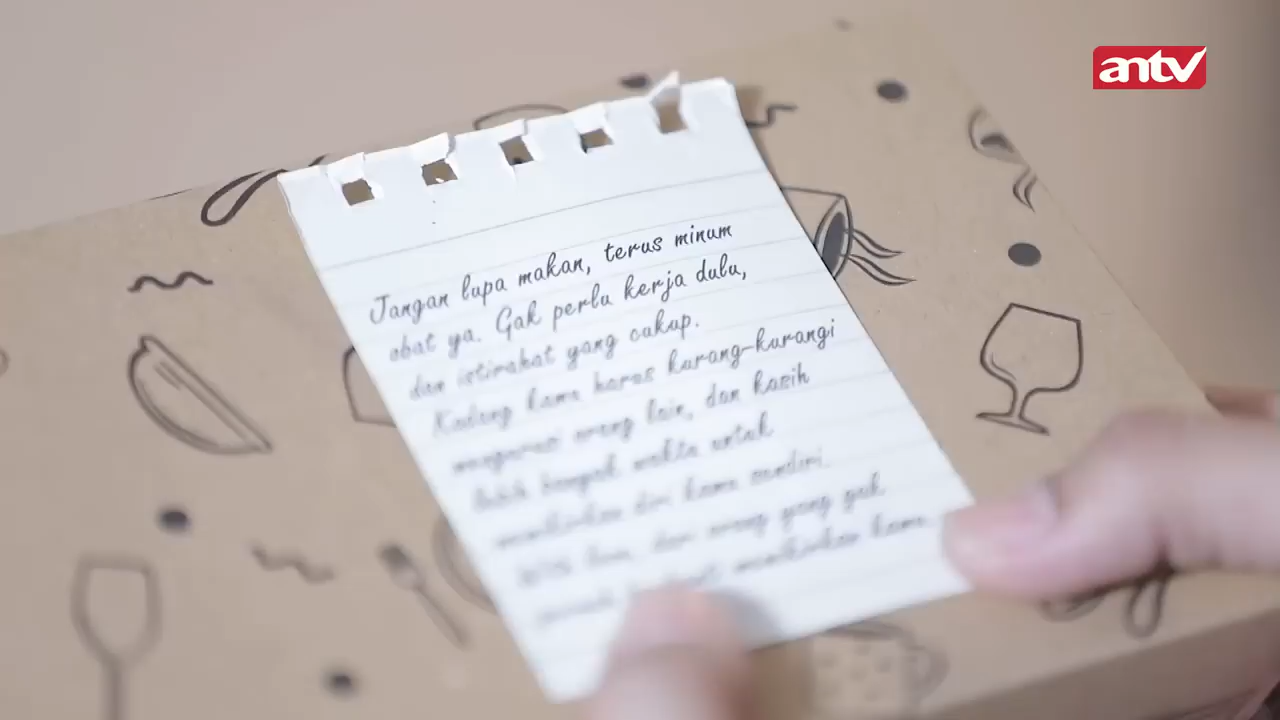 antv
Jangan lupa makan, terus minum
obat ya. Gak perlu kerja dulu,
dan istirahat yang cukup.
Kadang kamu harus kurang-kurangi
mengurusi orang lain, dan kasih
lebih banyak waktu untuk
memikirkan diri kamu sendiri.
dari orang yang gak
memikirkan kamu.